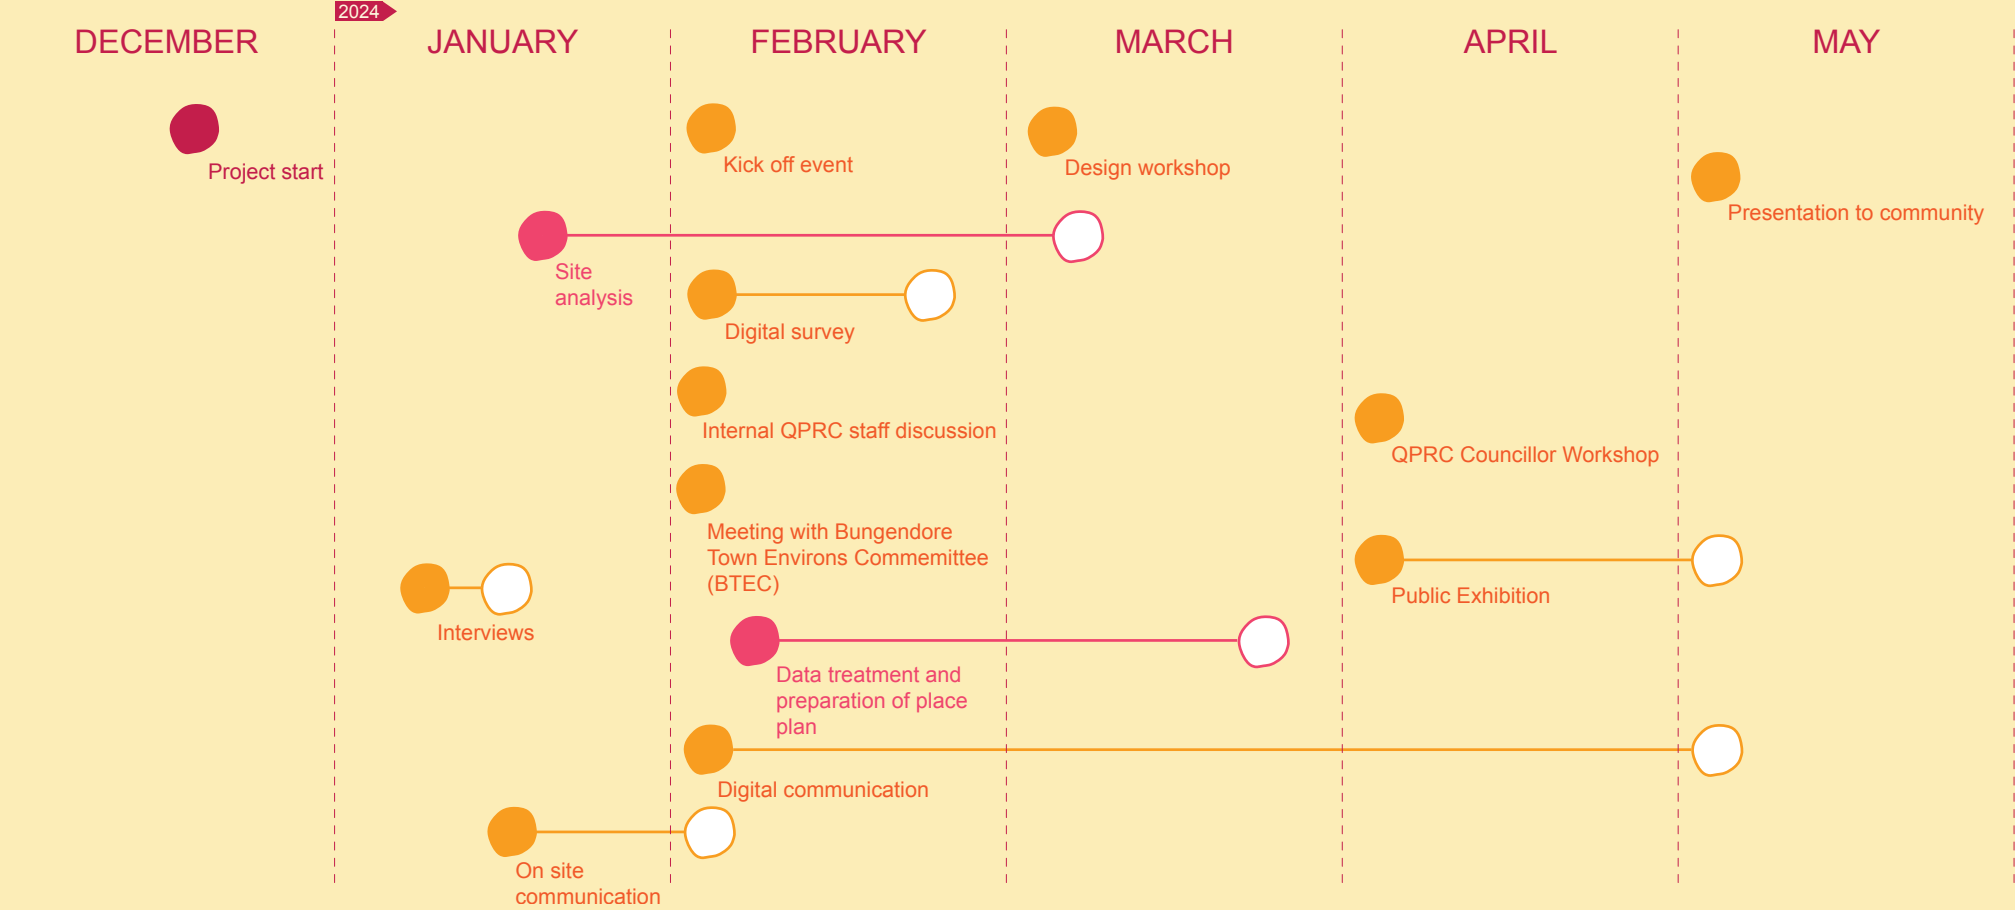 2024
DECEMBER
JANUARY
FEBRUARY
MARCH
APRIL
MAY
Project start
Kick off event
Design workshop
Presentation to community
Site
analysis
Digital survey
Internal QPRC staff discussion
QPRC Councillor Workshop
Meeting with Bungendore
Town Environs Commemittee
(BTEC)
Public Exhibition
Interviews
Data treatment and
preparation of place
plan
Digital communication
On site
communication